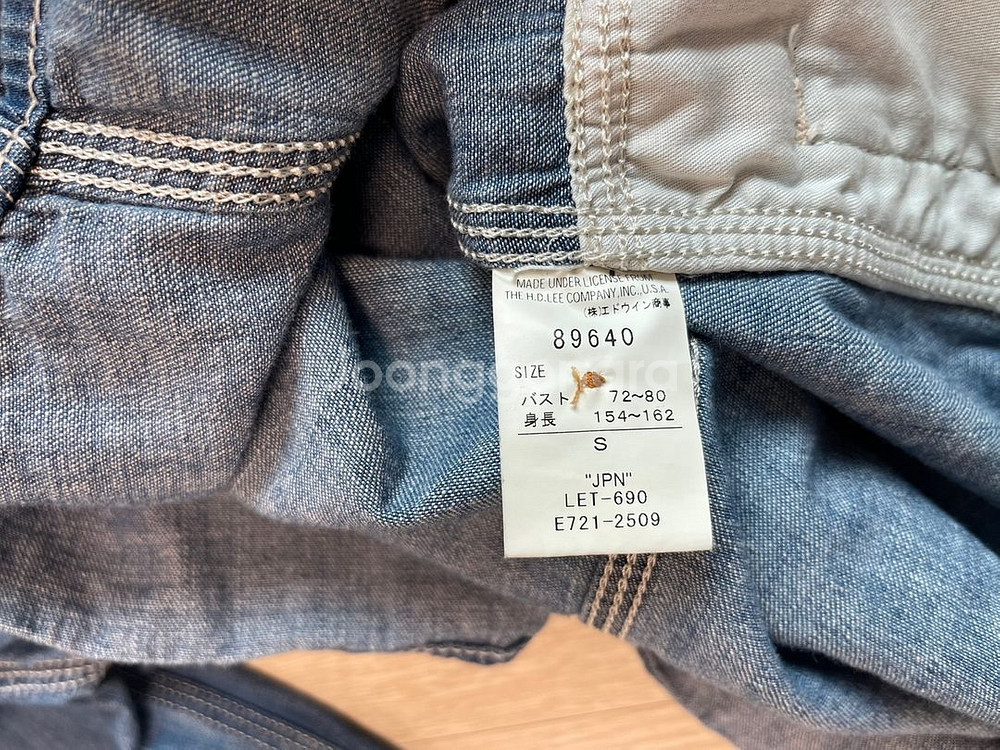 MADE UNDER LICENSE FROM
THE H.D.LEE COMPANY,INC.,U.S.A.
(株)エドウイン商事
89640
SIZE
バスト 72~80
身長 154~162
S
"JPN"
LET-690
E721-2509